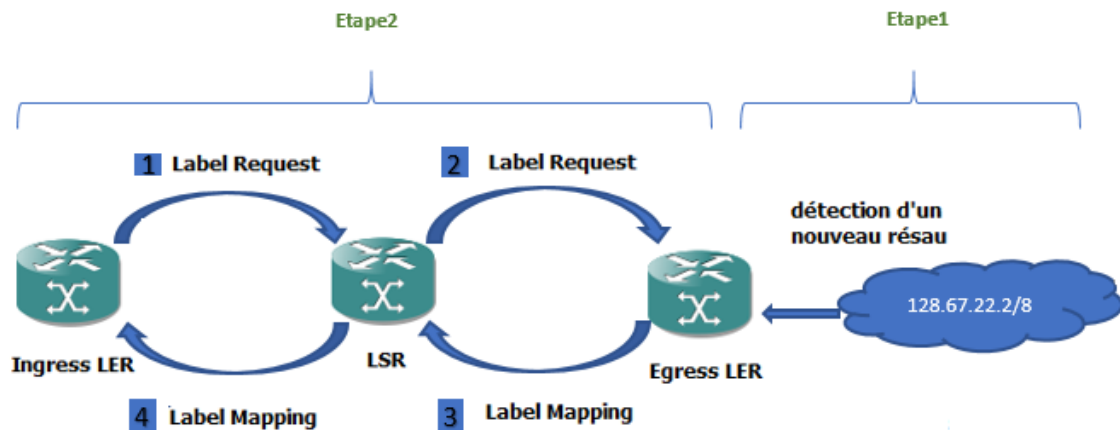 Etape2
Etape1
1 Label Request
2 Label Request
détection d'un
nouveau résau
128.67.22.2/8
Ingress LER
LSR
Egress LER
4 Label Mapping
3 Label Mapping